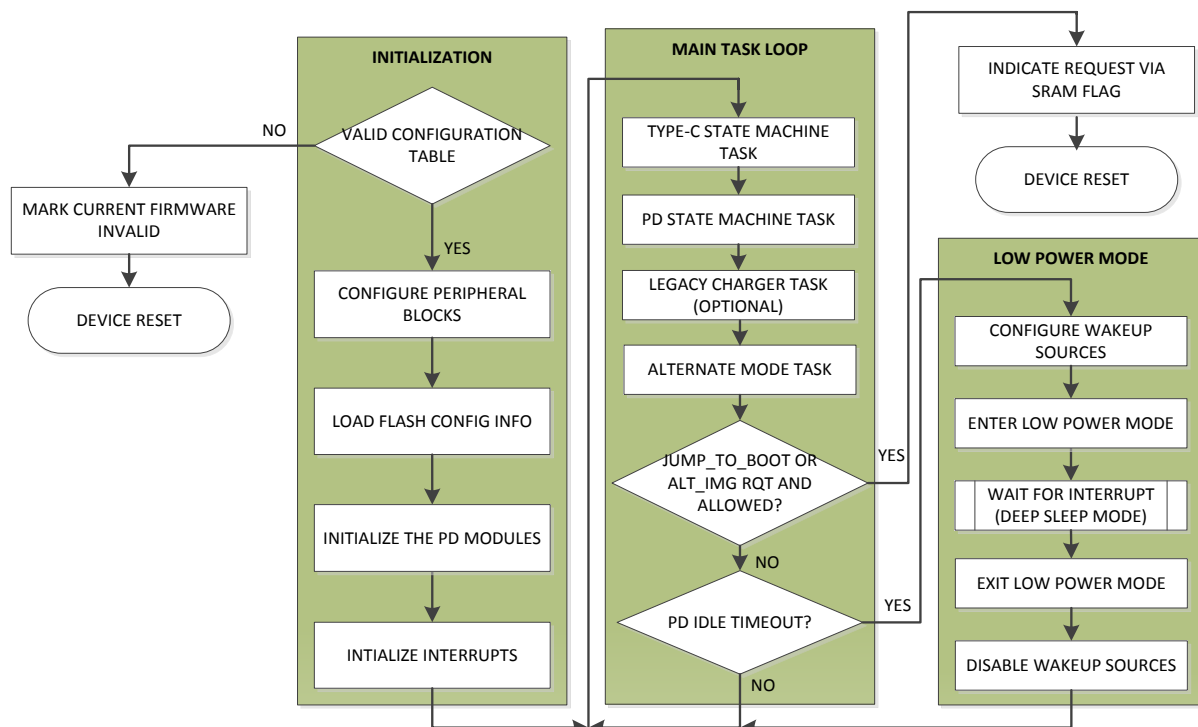 INITIALIZATION
VALID CONFIGURATION
TABLE
NO
MARK CURRENT FIRMWARE
INVALID
DEVICE RESET
YES
CONFIGURE PERIPHERAL
BLOCKS
LOAD FLASH CONFIG INFO
INITIALIZE THE PD MODULES
INTIALIZE INTERRUPTS
MAIN TASK LOOP
TYPE-C STATE MACHINE
TASK
PD STATE MACHINE TASK
LEGACY CHARGER TASK
(OPTIONAL)
ALTERNATE MODE TASK
JUMP_TO_BOOT OR
ALT_IMG RQT AND
ALLOWED?
YES
NO
PD IDLE TIMEOUT?
YES
NO
INDICATE REQUEST VIA
SRAM FLAG
DEVICE RESET
LOW POWER MODE
CONFIGURE WAKEUP
SOURCES
ENTER LOW POWER MODE
WAIT FOR INTERRUPT
(DEEP SLEEP MODE)
EXIT LOW POWER MODE
DISABLE WAKEUP SOURCES